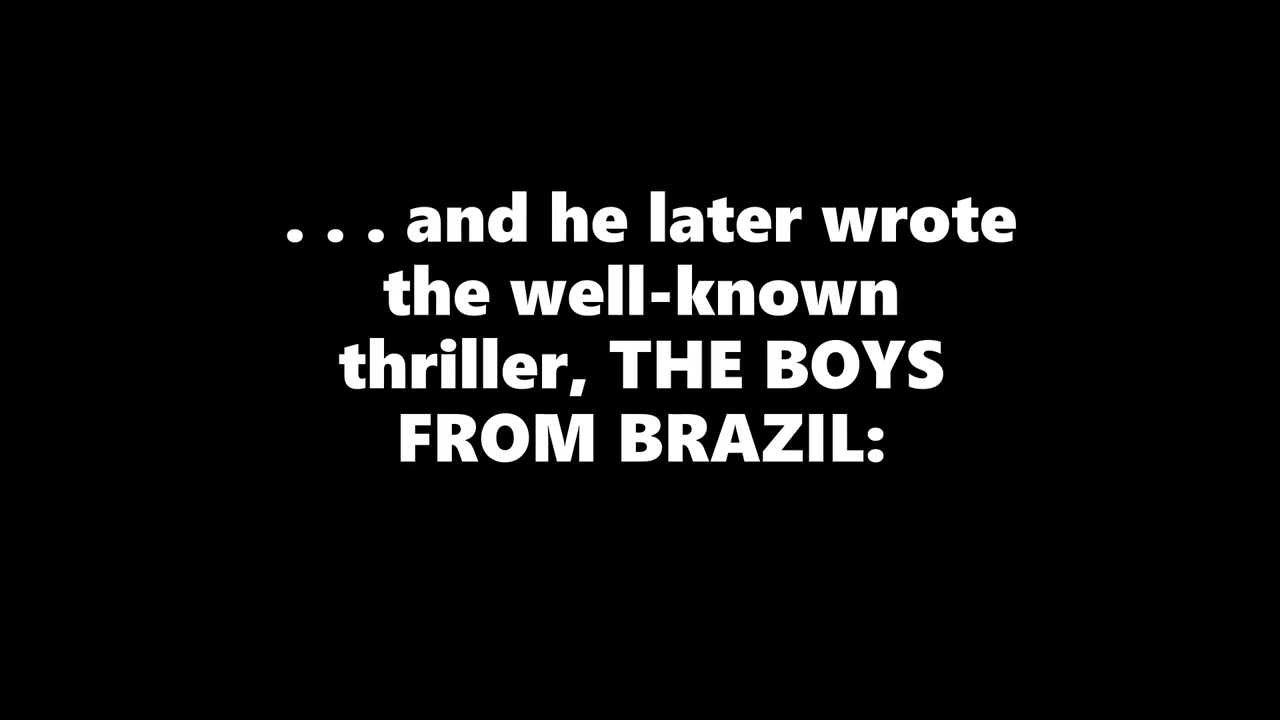 . . . and he later wrote
the well-known
thriller, THE BOYS
FROM BRAZIL: